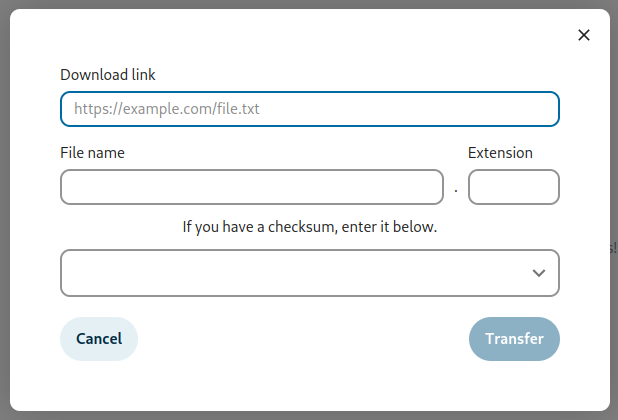 Download link
https://example.com/file.txt
File name
Extension
.
If you have a checksum, enter it below.
Cancel
Transfer